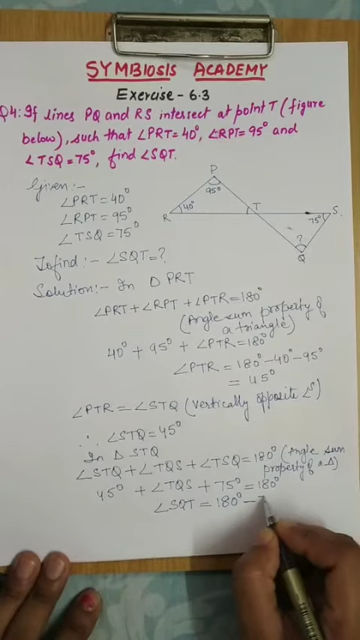 SYMBIOSIS ACADEMY
Exercise - 6.3
Q4: If lines PQ and RS intersect at point T (figure
below), such that ∠PRT = 40°, ∠RPT = 95° and
∠TSQ = 75°, find ∠SQT.
Given :-
∠PRT = 40°
∠RPT = 95°
∠TSQ = 75°
P
95°
R
40°
T
75°
S
?
Q
To find :- ∠SQT = ?
Solution :- In Δ PRT
∠PRT + ∠RPT + ∠PTR = 180°
(Angle sum property of
a triangle)
40° + 95° + ∠PTR = 180°
∠PTR = 180° - 40° - 95°
= 45°
∠PTR = ∠STQ (Vertically opposite ∠s)
∴ ∠STQ = 45°
In Δ STQ
∠STQ + ∠TQS + ∠TSQ = 180° (Angle sum
property of a Δ)
45° + ∠TQS + 75° = 180°
∠SQT = 180° -